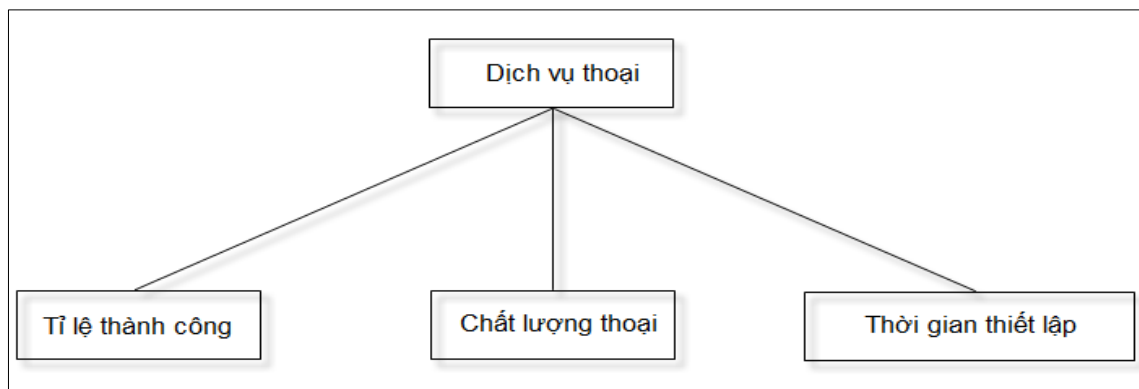 Dịch vụ thoại
Tỉ lệ thành công
Chất lượng thoại
Thời gian thiết lập